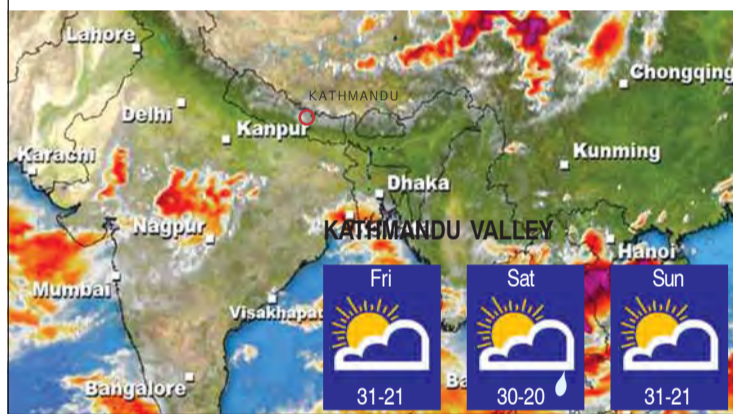 Lahore
Chongqing
KATHMANDU
Delhi
Kanpur
Karachi
Kunming
Dhaka
Nagpur
KATHMANDU VALLEY
Hanoi
Mumbai
Visakhapat
Bangalore
Ba
Fri
31-21
Sat
30-20
Sun
31-21